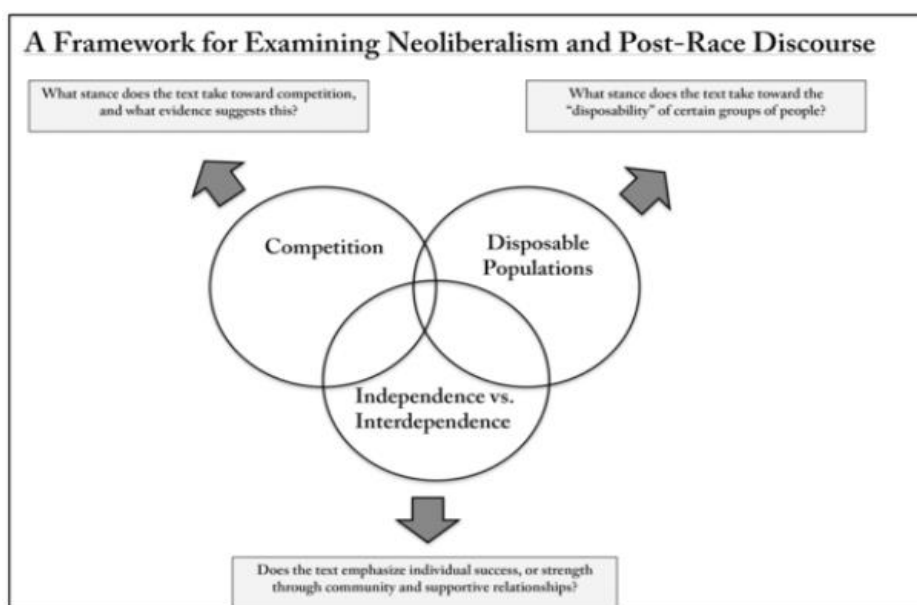 A Framework for Examining Neoliberalism and Post-Race Discourse
What stance does the text take toward competition,
and what evidence suggests this?
What stance does the text take toward the
“disposability” of certain groups of people?
Competition
Disposable
Populations
Independence vs.
Interdependence
Does the text emphasize individual success, or strength
through community and supportive relationships?